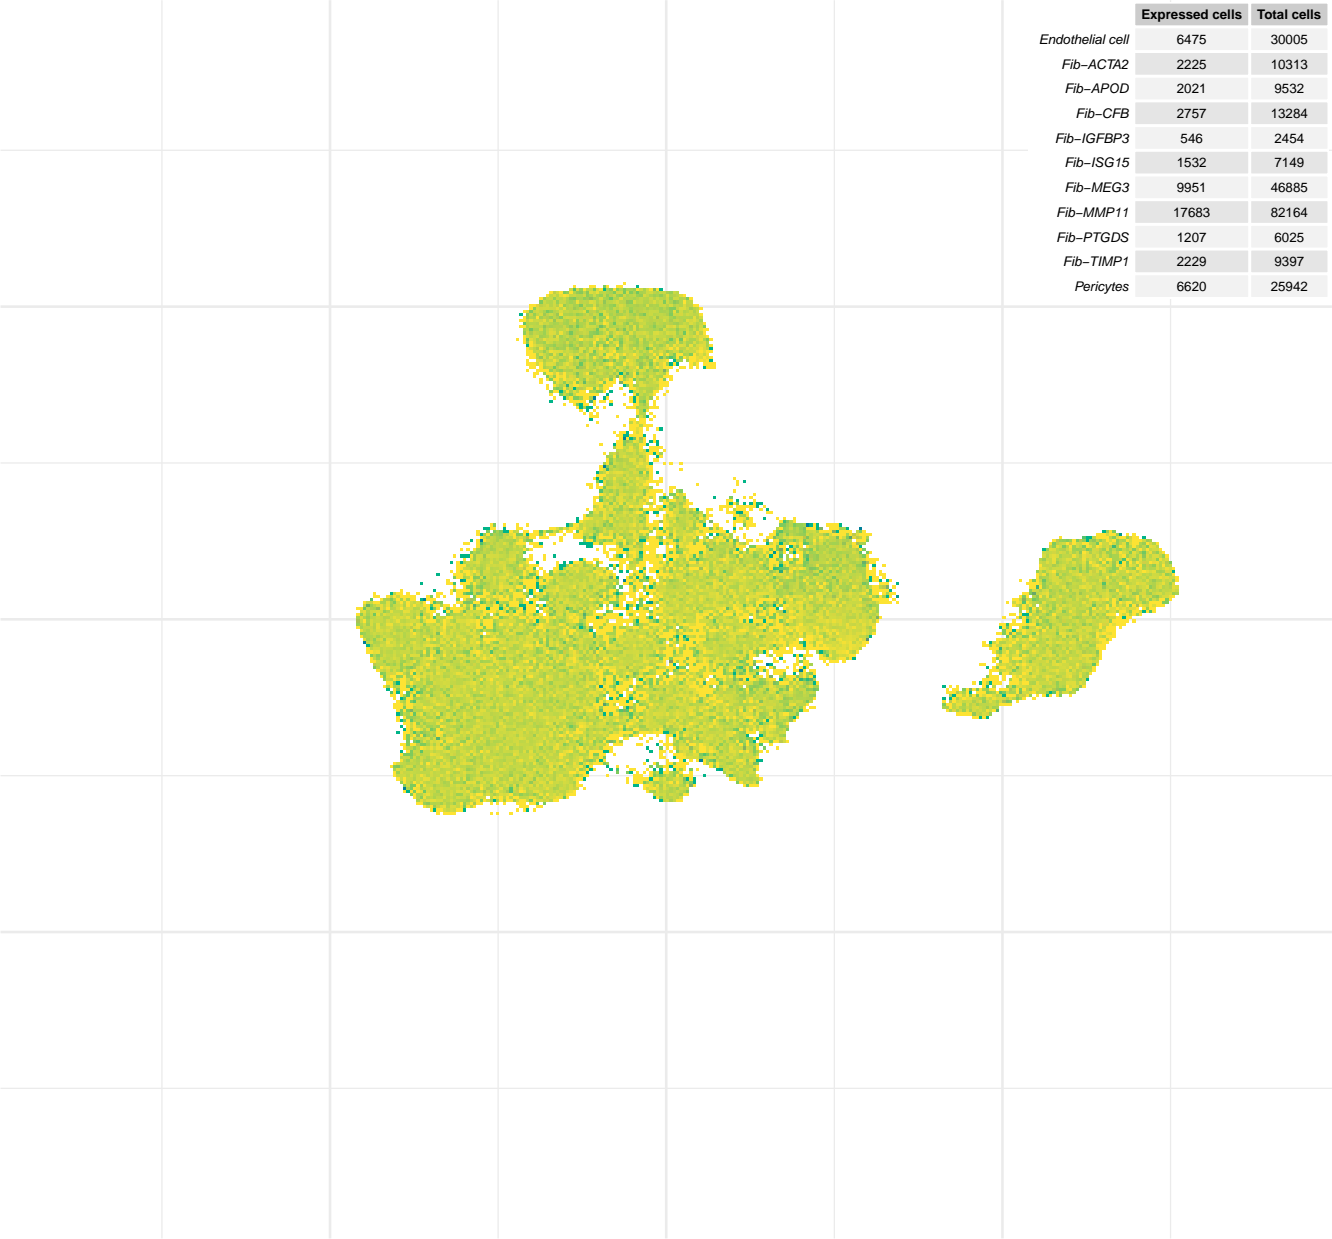 Expressed cells Total cells
Endothelial cell 6475 30005
Fib−ACTA2 2225 10313
Fib−APOD 2021 9532
Fib−CFB 2757 13284
Fib−IGFBP3 546 2454
Fib−ISG15 1532 7149
Fib−MEG3 9951 46885
Fib−MMP11 17683 82164
Fib−PTGDS 1207 6025
Fib−TIMP1 2229 9397
Pericytes 6620 25942